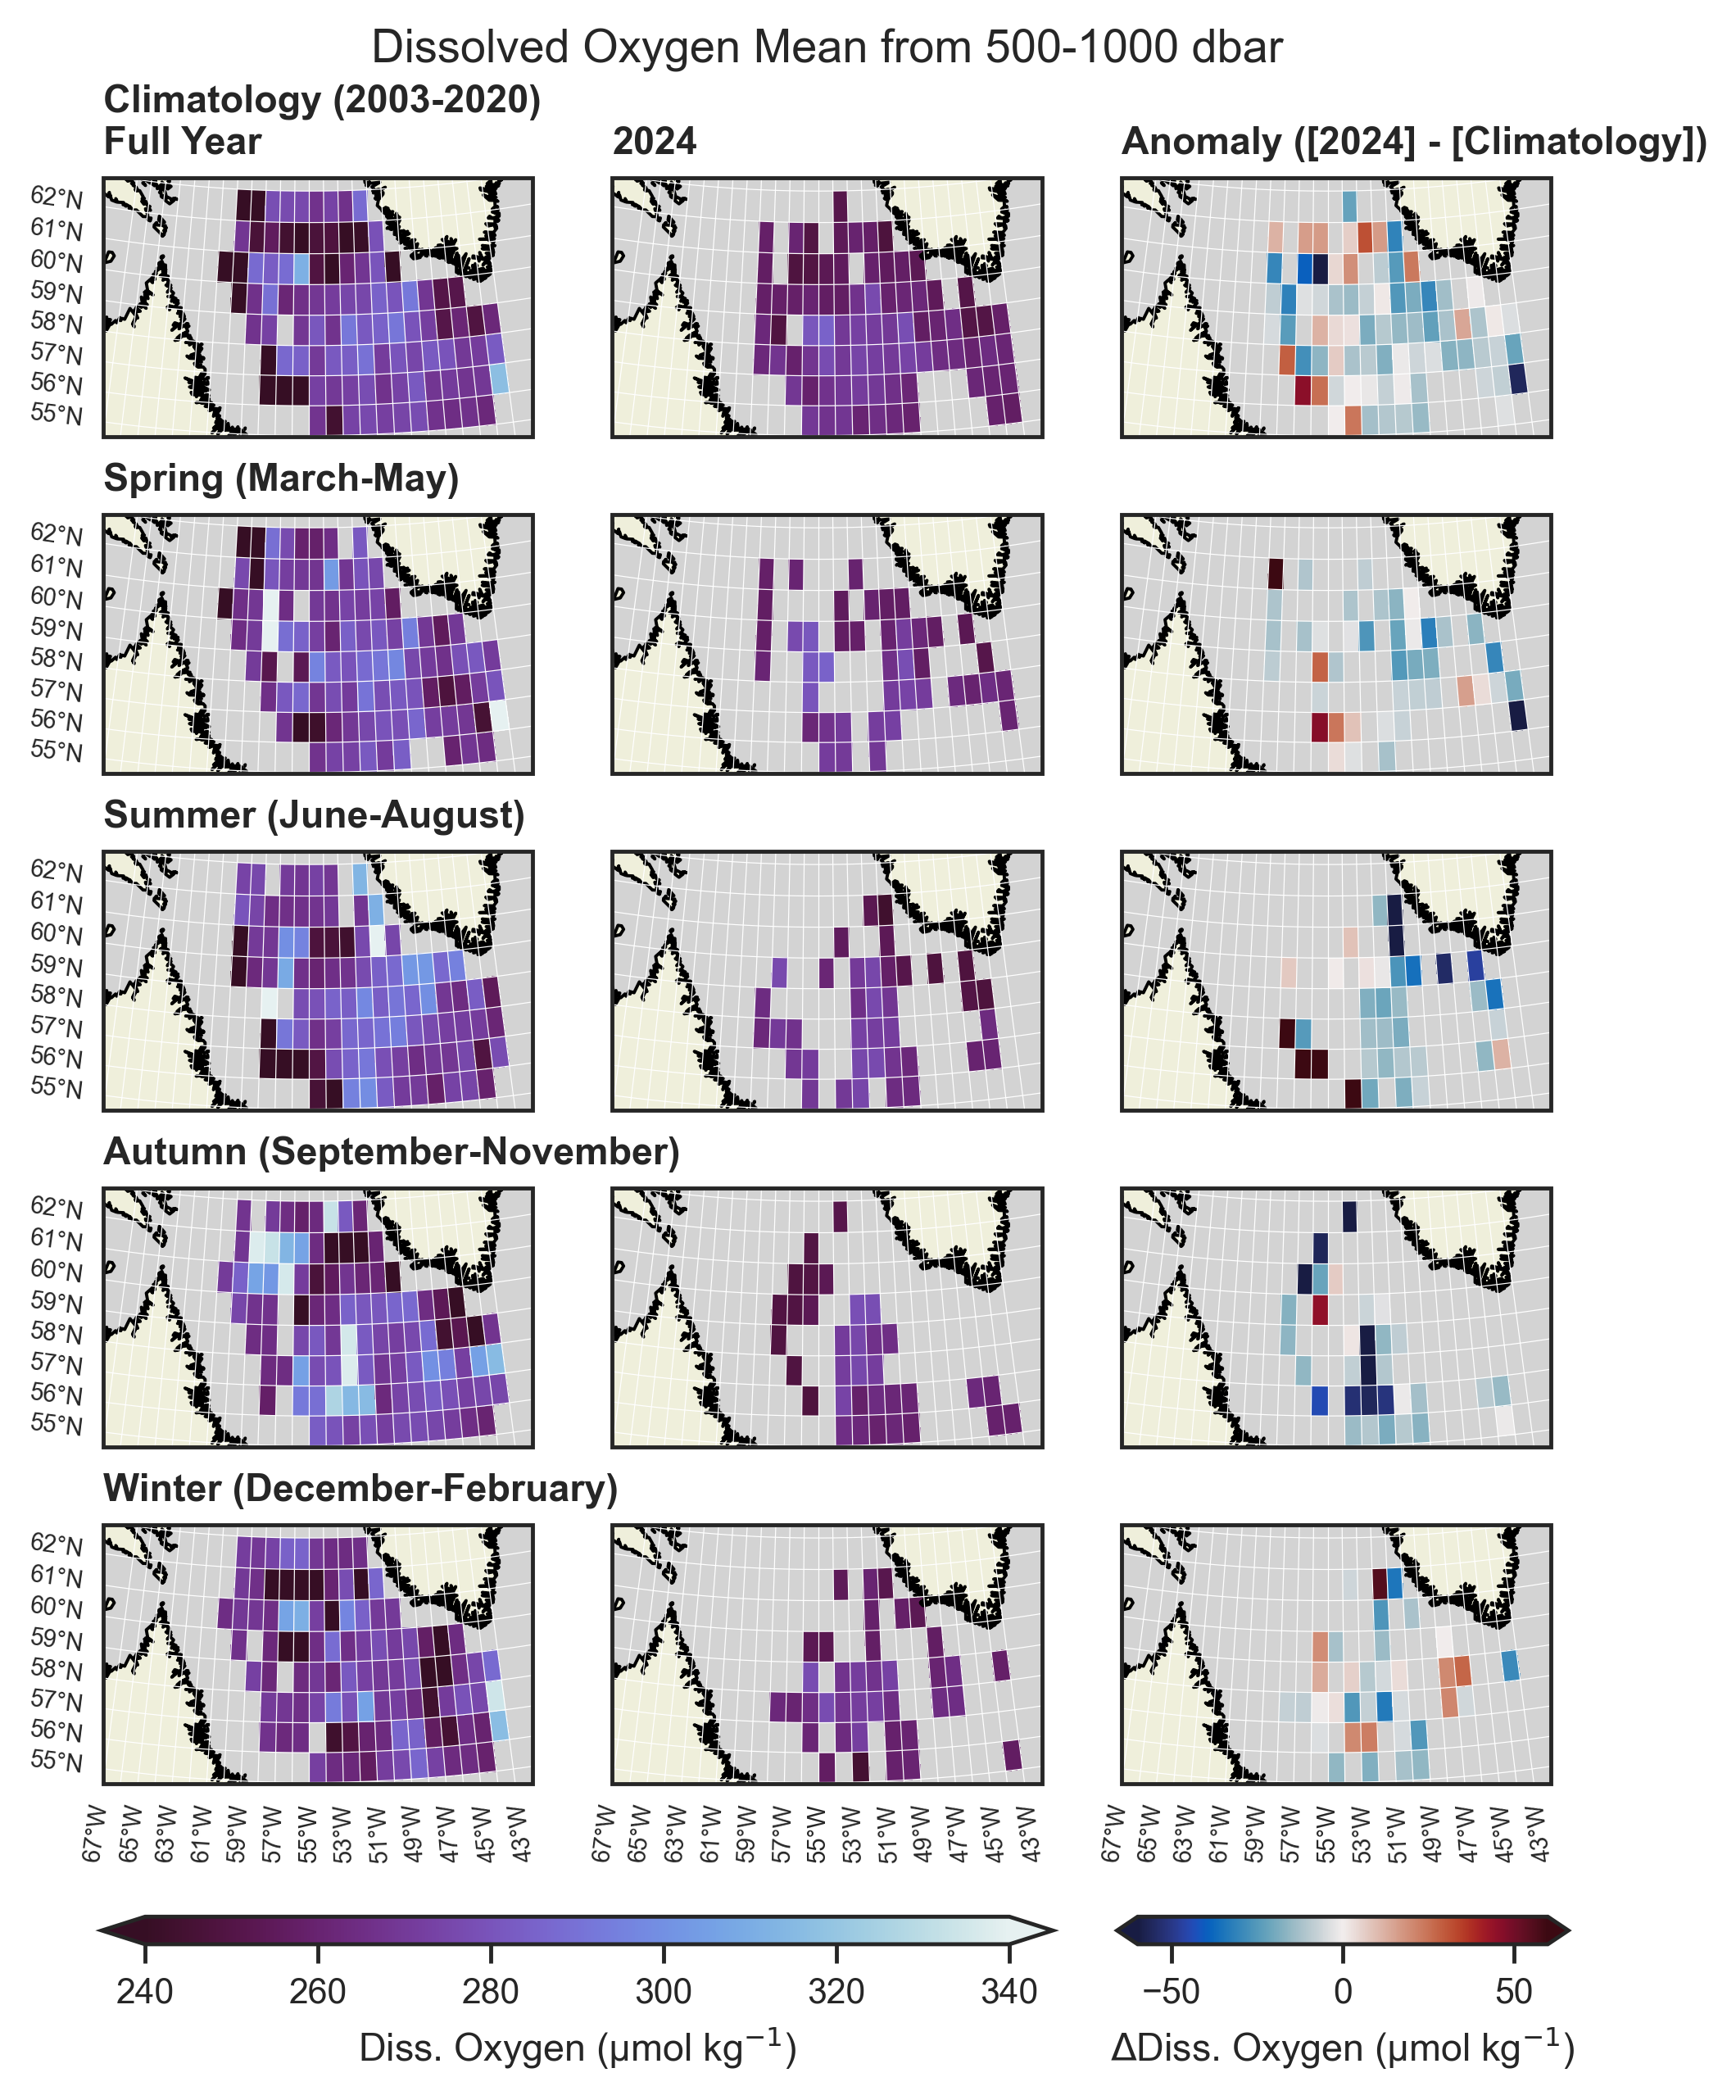 Dissolved Oxygen Mean from 500-1000 dbar
Climatology (2003-2020)
Full Year
2024
Anomaly ([2024] - [Climatology])
62°N
61°N
60°N
59°N
58°N
57°N
56°N
55°N
Spring (March-May)
62°N
61°N
60°N
59°N
58°N
57°N
56°N
55°N
Summer (June-August)
62°N
61°N
60°N
59°N
58°N
57°N
56°N
55°N
Autumn (September-November)
62°N
61°N
60°N
59°N
58°N
57°N
56°N
55°N
Winter (December-February)
62°N
61°N
60°N
59°N
58°N
57°N
56°N
55°N
67°W 65°W 63°W 61°W 59°W 57°W 55°W 53°W 51°W 49°W 47°W 45°W 43°W
67°W 65°W 63°W 61°W 59°W 57°W 55°W 53°W 51°W 49°W 47°W 45°W 43°W
67°W 65°W 63°W 61°W 59°W 57°W 55°W 53°W 51°W 49°W 47°W 45°W 43°W
240 260 280 300 320 340
Diss. Oxygen (µmol kg⁻¹)
−50 0 50
ΔDiss. Oxygen (µmol kg⁻¹)